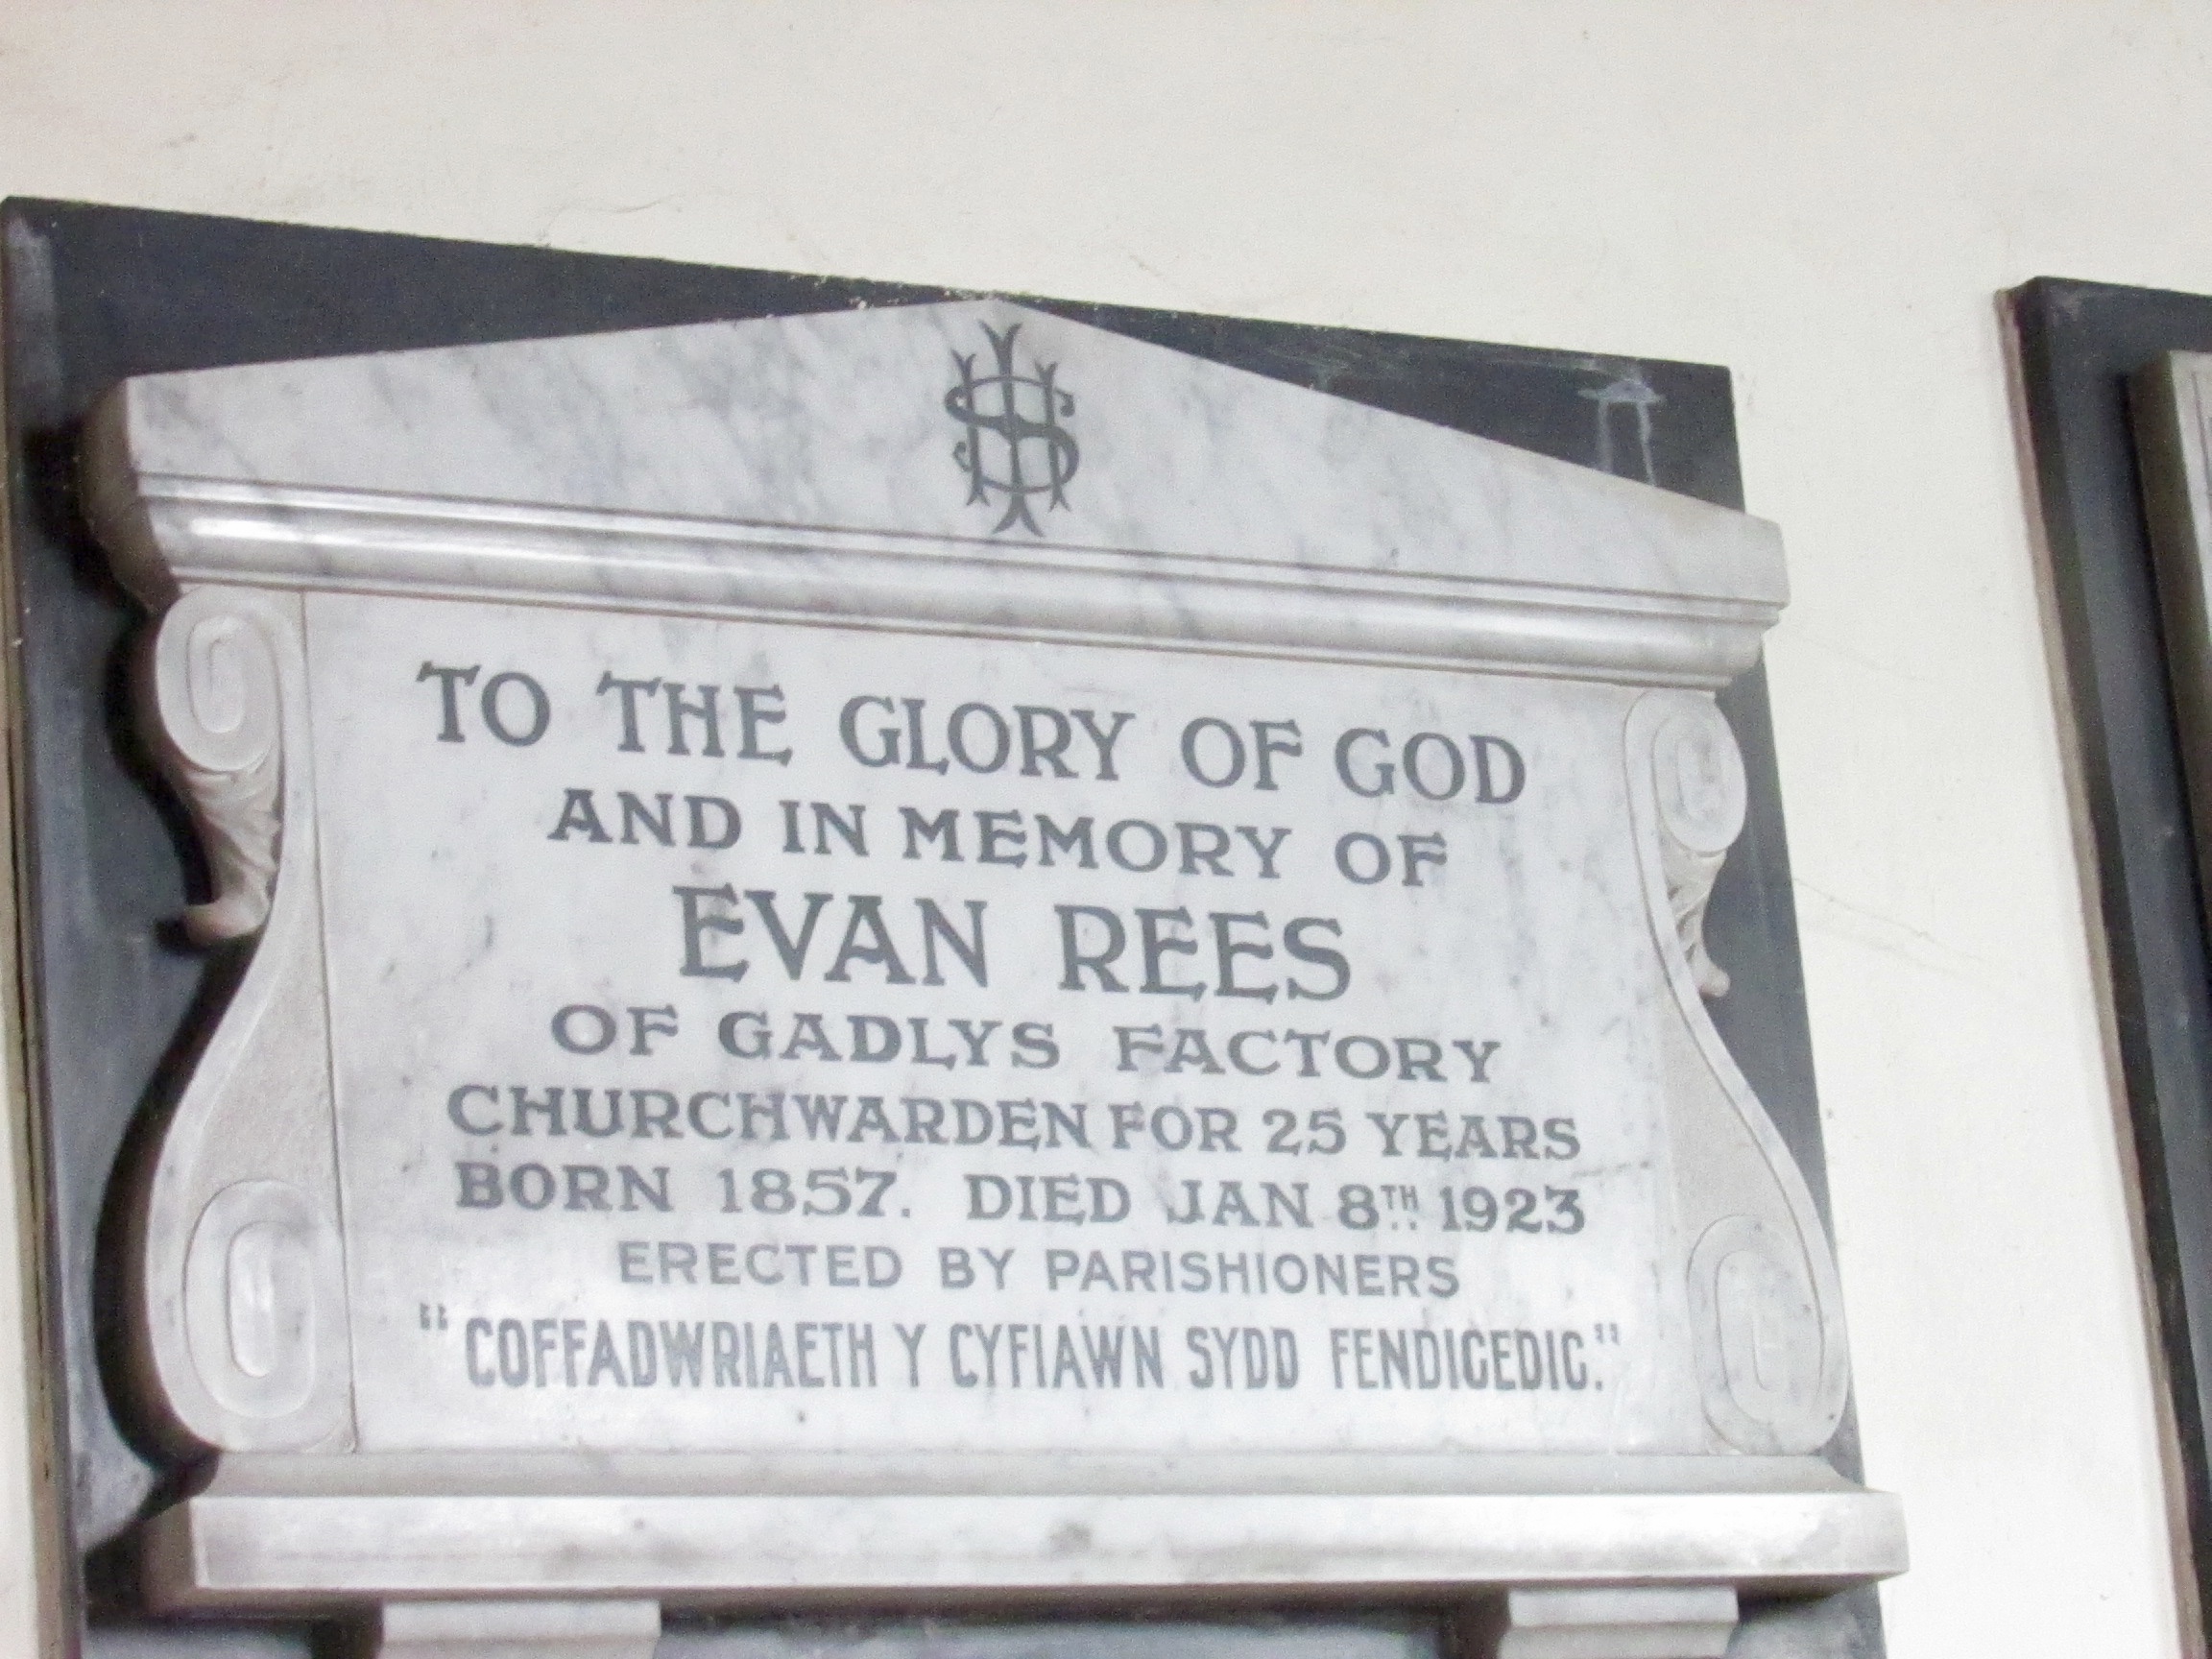 IHS
TO THE GLORY OF GOD
AND IN MEMORY OF
EVAN REES
OF GADLYS FACTORY
CHURCHWARDEN FOR 25 YEARS
BORN 1857. DIED JAN 8TH 1923
ERECTED BY PARISHIONERS
"COFFADWRIAETH Y CYFIAWN SYDD FENDIGEDIG."